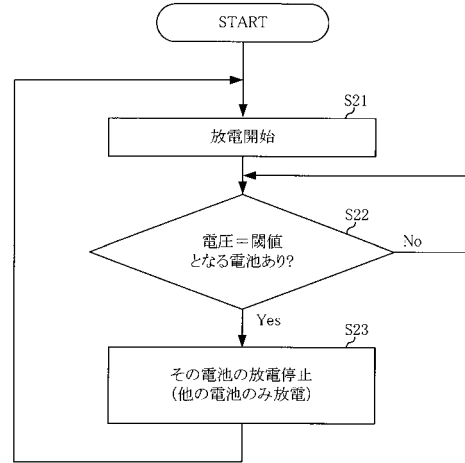 START
S21
放電開始
S22
電圧＝閾値
となる電池あり?
No
Yes
S23
その電池の放電停止
(他の電池のみ放電)